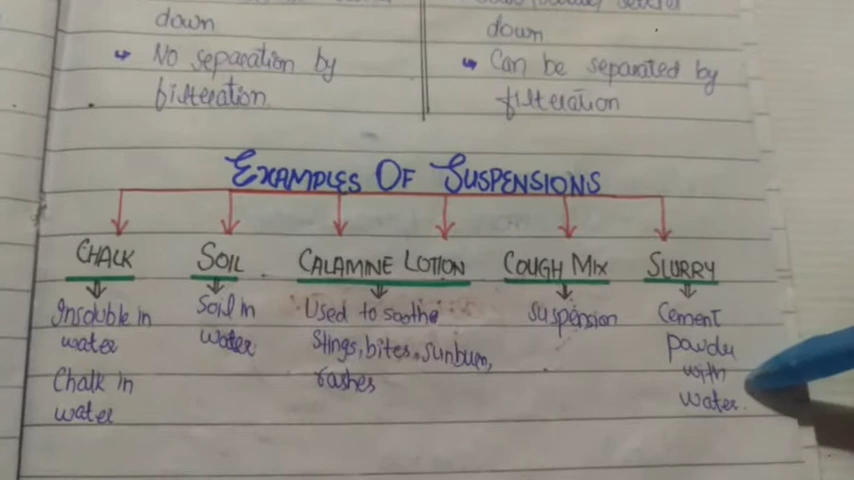 down
down
↳ No separation by
filteration
↳ Can be separated by
filteration
EXAMPLES OF SUSPENSIONS
CHALK
Insoluble in
water
Chalk in
water
SOIL
Soil in
water
CALAMINE LOTION
Used to soothe
Stings, bites, sunburn,
rashes
COUGH MIX
suspension
SLURRY
Cement
powder
with
water.